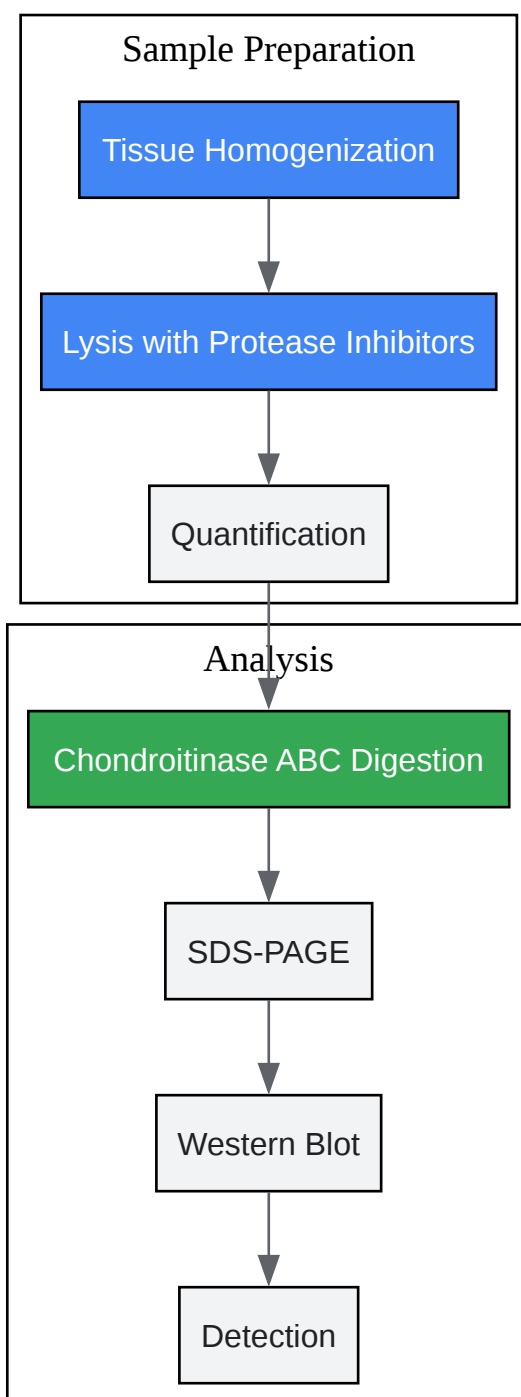 Sample Preparation
Tissue Homogenization
Lysis with Protease Inhibitors
Quantification
Analysis
Chondroitinase ABC Digestion
SDS-PAGE
Western Blot
Detection